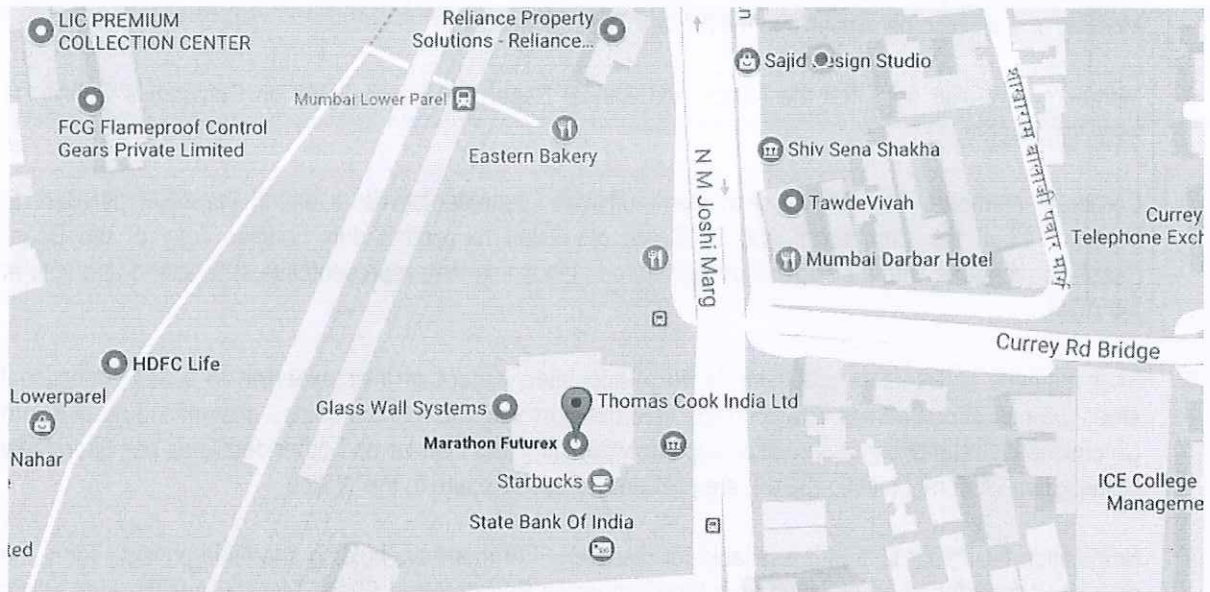 LIC PREMIUM
COLLECTION CENTER
Reliance Property
Solutions - Reliance...
Sajid Design Studio
Mumbai Lower Parel
FCG Flameproof Control
Gears Private Limited
Eastern Bakery
Shiv Sena Shakha
N M Joshi Marg
TawdeVivah
Currey
Telephone Exch
Mumbai Darbar Hotel
Currey Rd Bridge
HDFC Life
Lowerparel
Glass Wall Systems
Thomas Cook India Ltd
Marathon Futurex
Nahar
Starbucks
ICE College
Manageme
State Bank Of India
ted